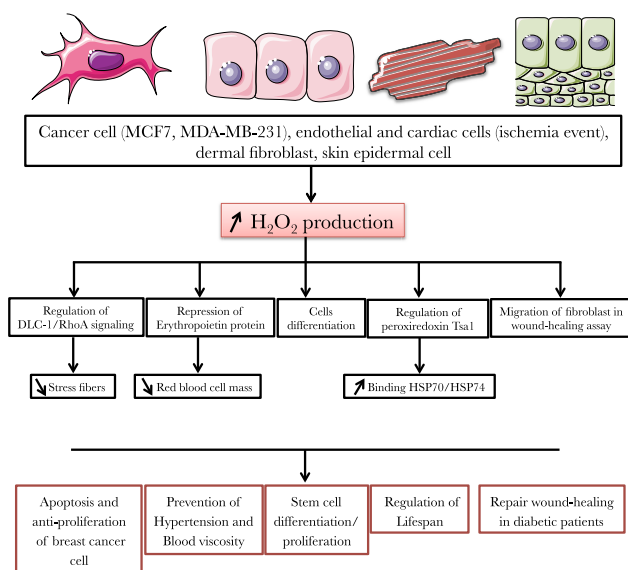 Cancer cell (MCF7, MDA-MB-231), endothelial and cardiac cells (ischemia event),
dermal fibroblast, skin epidermal cell
H₂O₂ production
Regulation of
DLC-1/RhoA signaling
Repression of
Erythropoietin protein
Cells
differentiation
Regulation of
peroxiredoxin Tsa1
Migration of fibroblast in
wound-healing assay
Stress fibers
Red blood cell mass
Binding HSP70/HSP74
Apoptosis and
anti-proliferation
of breast cancer
cell
Prevention of
Hypertension and
Blood viscosity
Stem cell
differentiation/
proliferation
Regulation of
Lifespan
Repair wound-healing
in diabetic patients